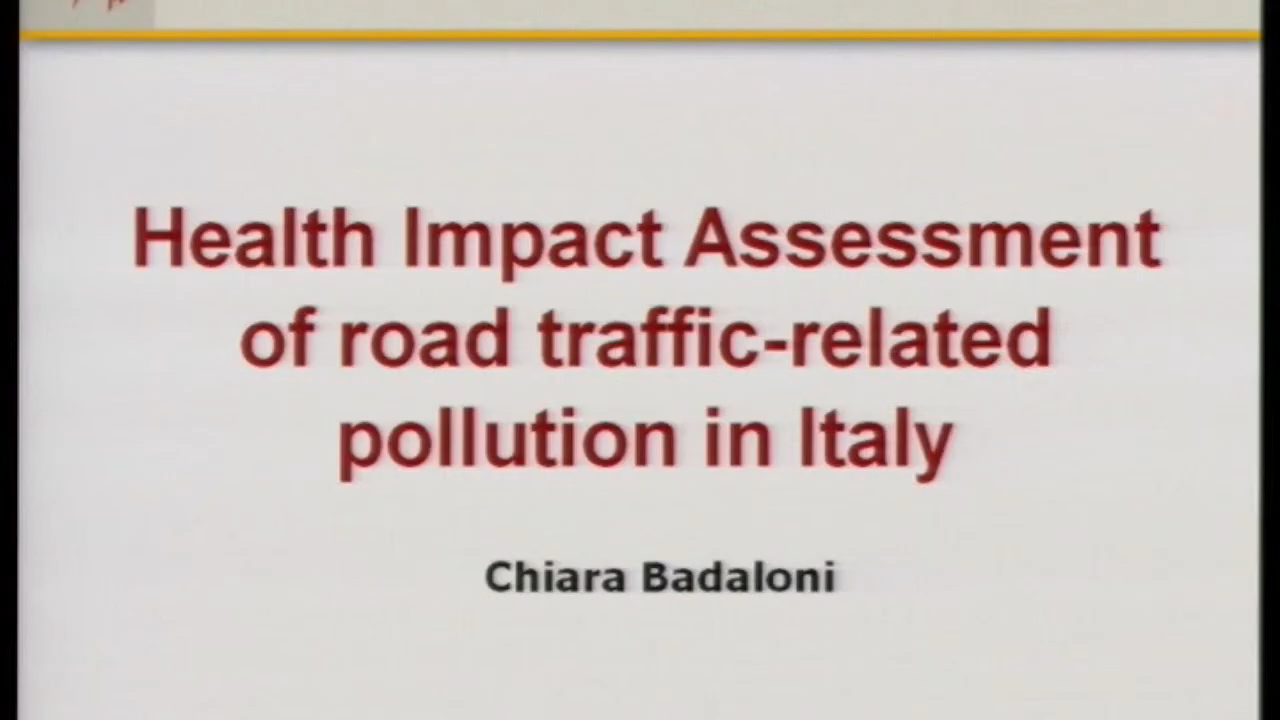 Health Impact Assessment
of road traffic-related
pollution in Italy
Chiara Badaloni